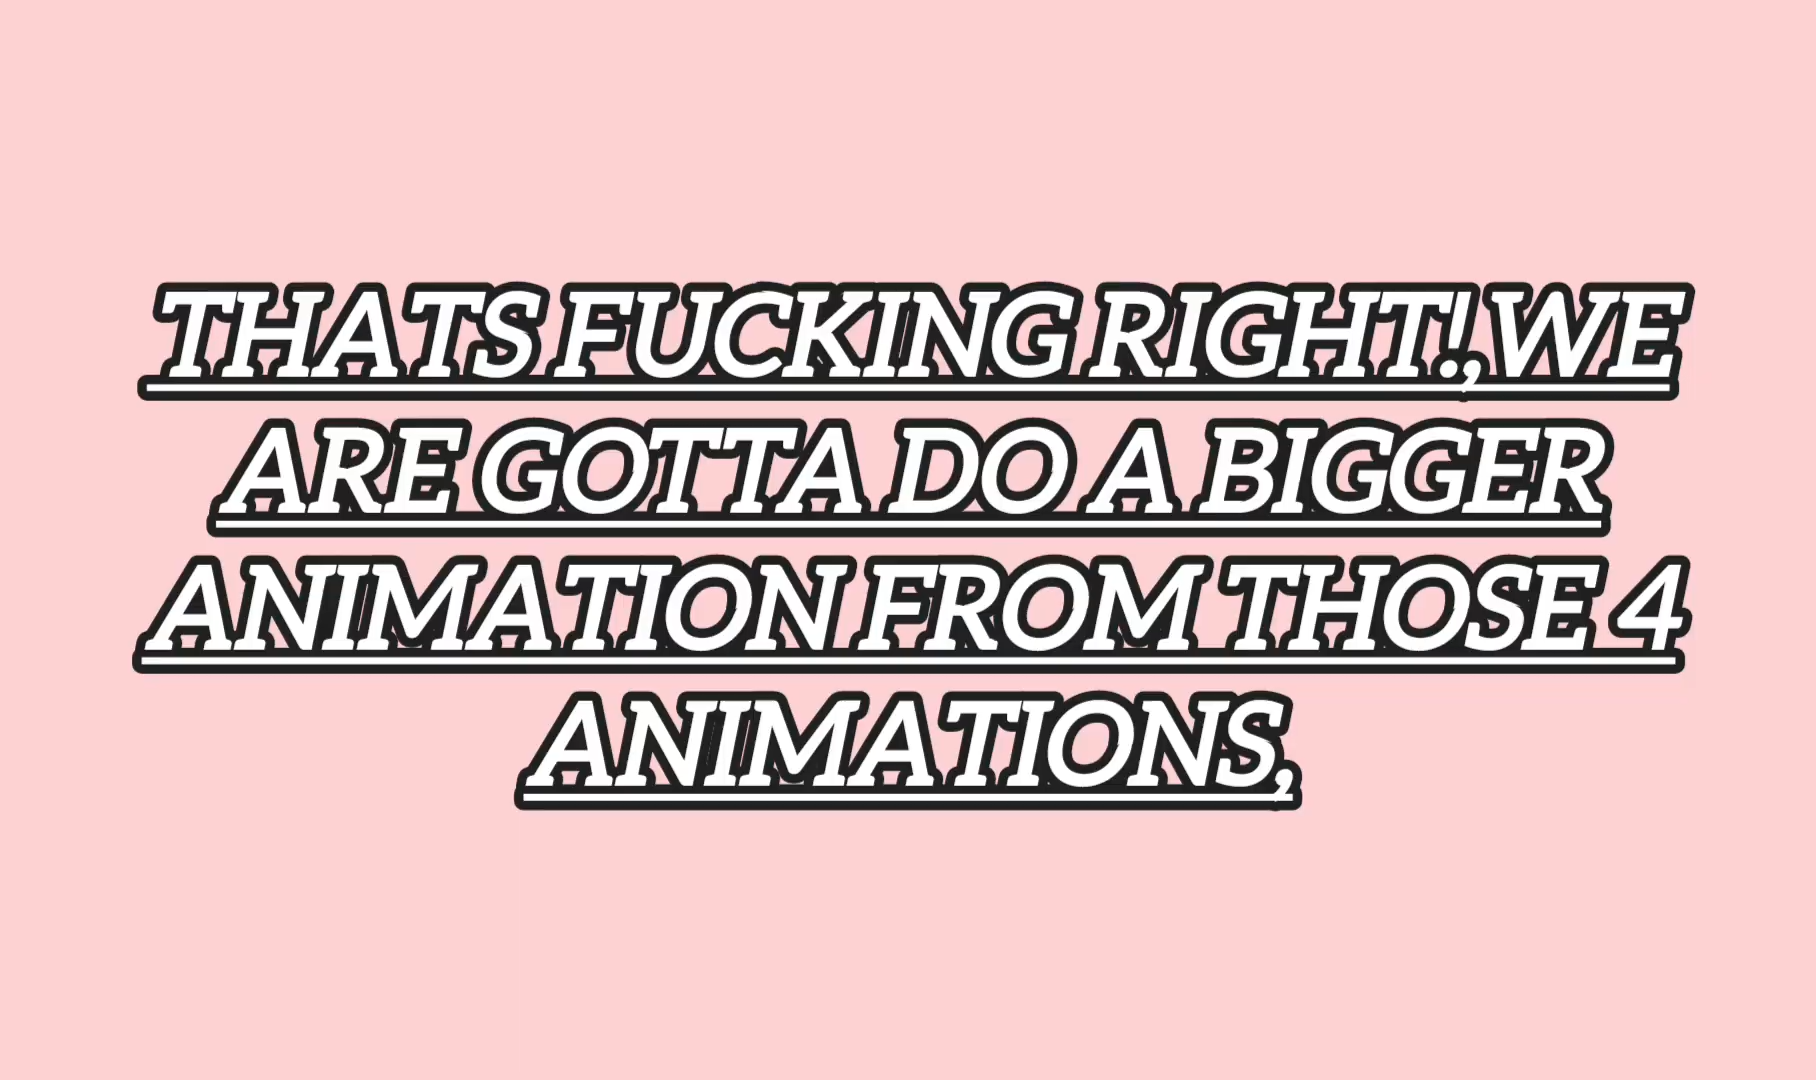 THATS FUCKING RIGHT!,WE
ARE GOTTA DO A BIGGER
ANIMATION FROM THOSE 4
ANIMATIONS,